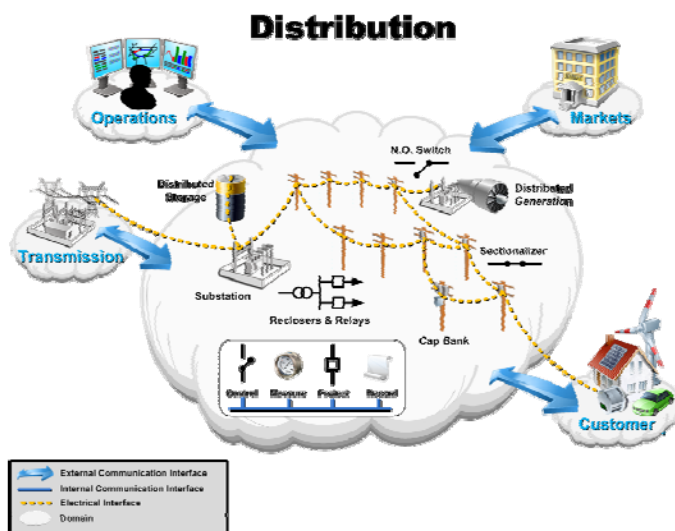 Distribution
Operations
Markets
N.O. Switch
Distributed
Storage
Distributed
Generation
Transmission
Sectionalizer
Substation
Reclosers & Relays
Cap Bank
Control
Measure
Protect
Record
Customer
External Communication Interface
Internal Communication Interface
Electrical Interface
Domain